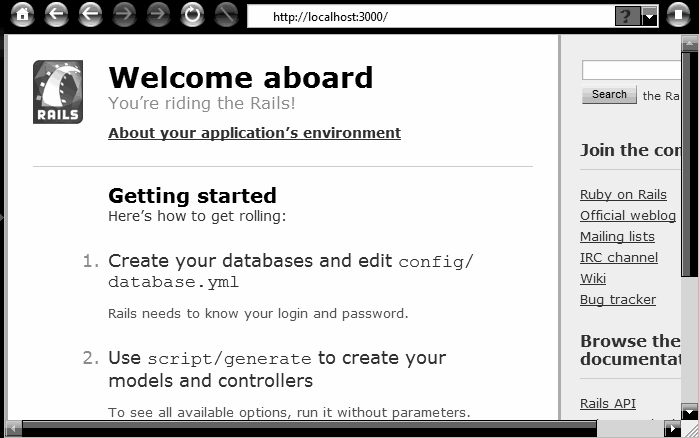 http://localhost:3000/
?
RAILS
Welcome aboard
You're riding the Rails!
About your application's environment
Getting started
Here's how to get rolling:
1. Create your databases and edit config/
database.yml
Rails needs to know your login and password.
2. Use script/generate to create your
models and controllers
To see all available options, run it without parameters.
Search the Ra
Join the cor
Ruby on Rails
Official weblog
Mailing lists
IRC channel
Wiki
Bug tracker
Browse the
documentat
Rails API